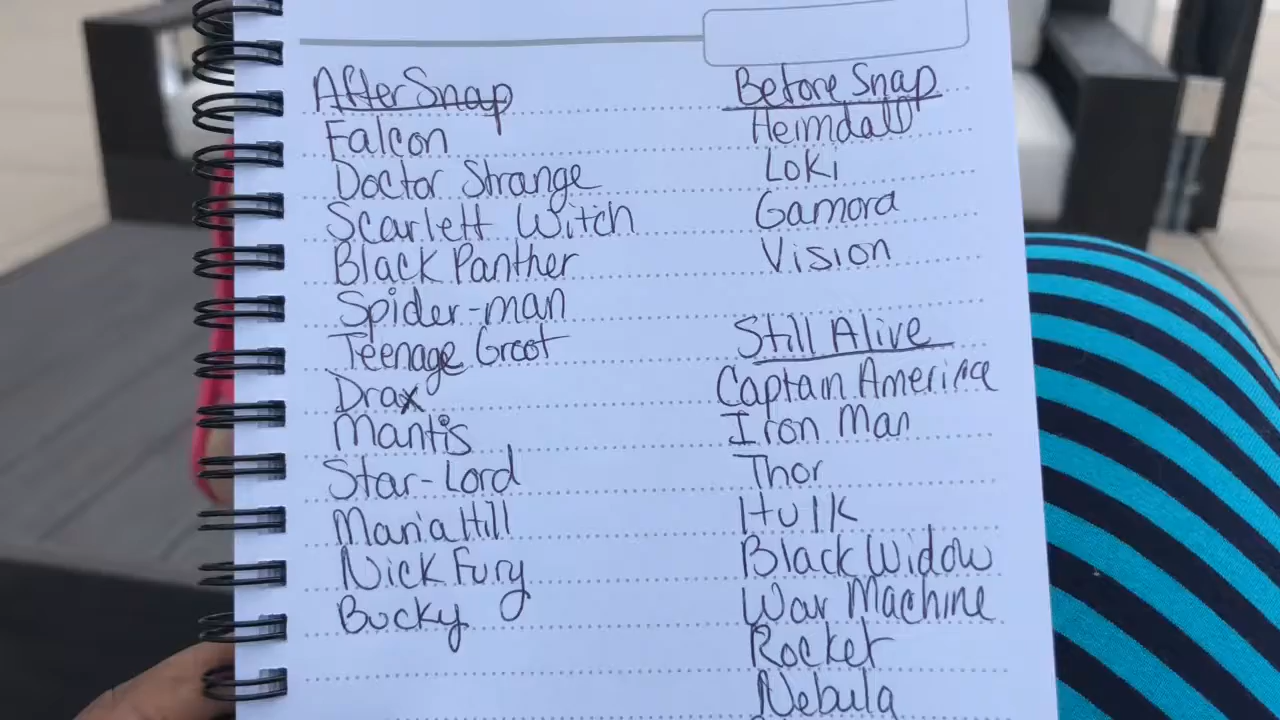 After Snap
Falcon
Doctor Strange
Scarlett Witch
Black Panther
Spider-man
Teenage Groot
Drax
Mantis
Star-Lord
Maria Hill
Nick Fury
Bucky
Before Snap
Heimdall
Loki
Gamora
Vision
Still Alive
Captain America
Iron Man
Thor
Hulk
Black Widow
War Machine
Rocket
Nebula